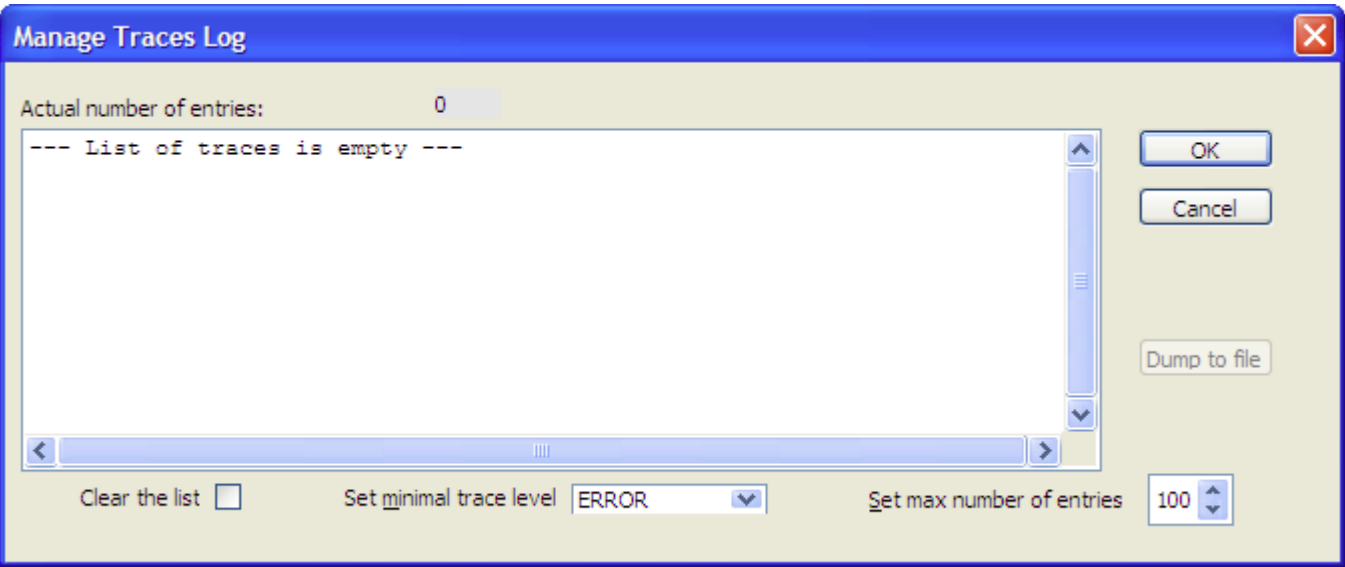 Manage Traces Log
Actual number of entries: 0
--- List of traces is empty ---
OK
Cancel
Dump to file
Clear the list Set minimal trace level ERROR Set max number of entries 100